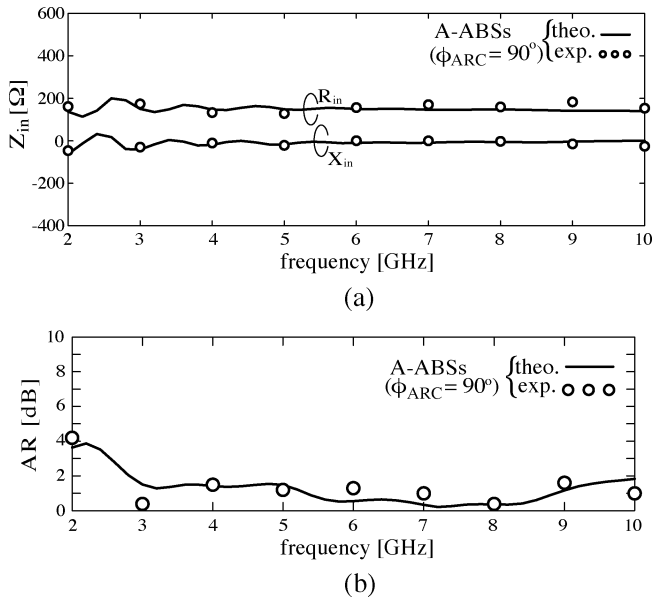 600
400
200
0
-200
-400
Z_in [Ω]
A-ABSs
(ϕ_ARC = 90°)
theo.
exp.
R_in
X_in
2 3 4 5 6 7 8 9 10
frequency [GHz]
(a)
10
8
6
4
2
0
AR [dB]
A-ABSs
(ϕ_ARC = 90°)
theo.
exp.
2 3 4 5 6 7 8 9 10
frequency [GHz]
(b)